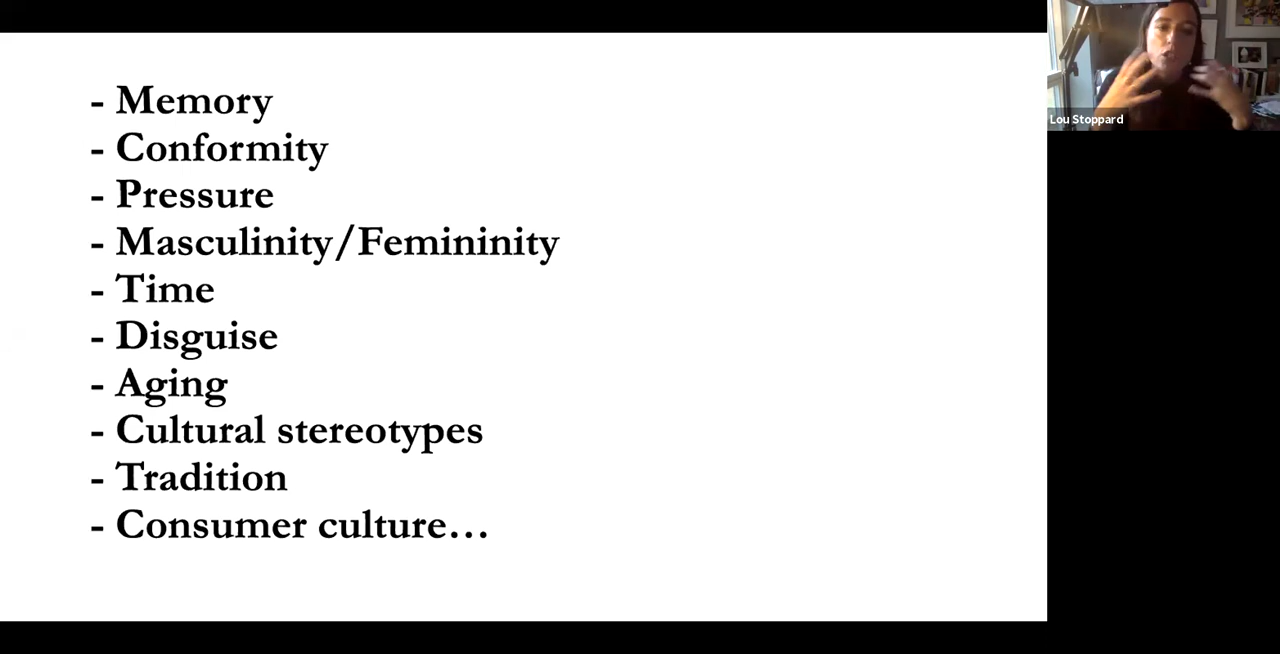 - Memory
- Conformity
- Pressure
- Masculinity/Femininity
- Time
- Disguise
- Aging
- Cultural stereotypes
- Tradition
- Consumer culture…
Lou Stoppard